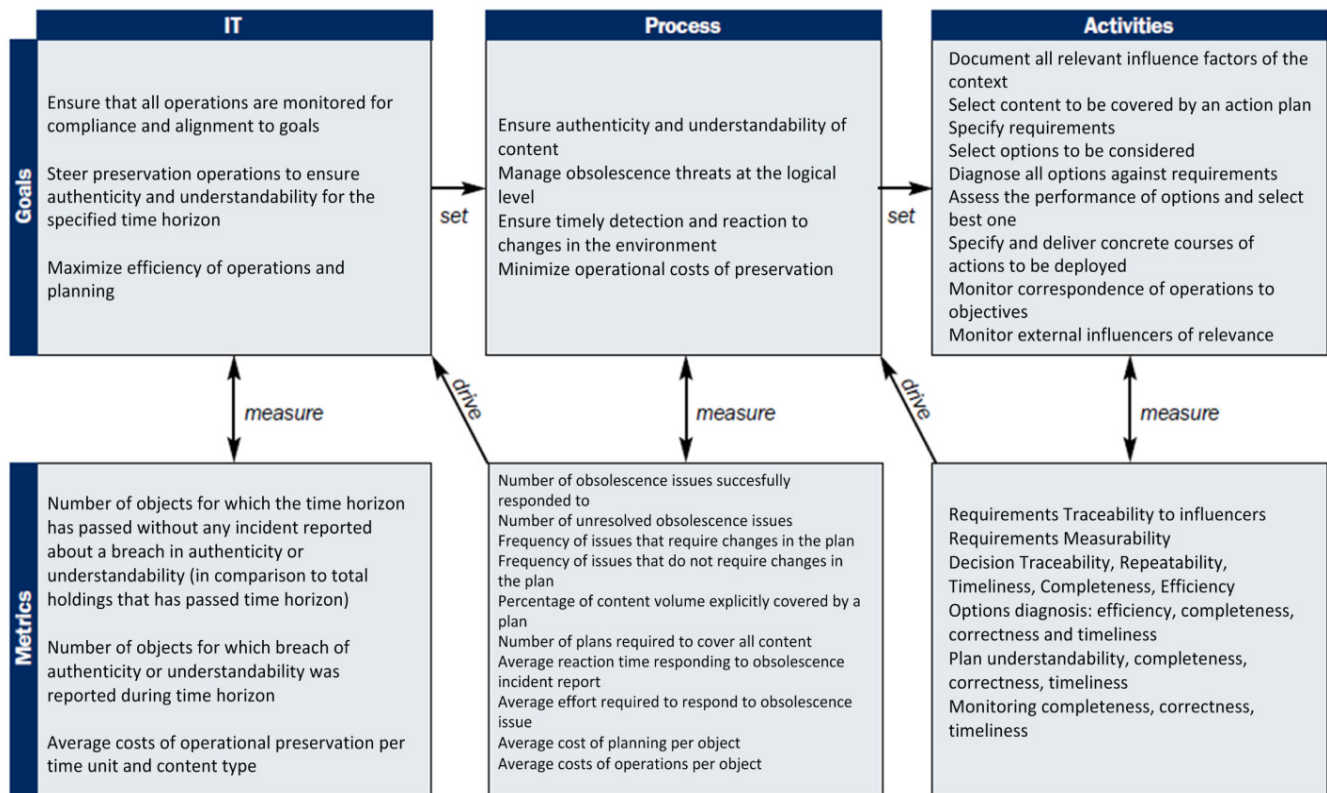 IT
Process
Activities
Goals
Ensure that all operations are monitored for
compliance and alignment to goals
Steer preservation operations to ensure
authenticity and understandability for the
specified time horizon
Maximize efficiency of operations and
planning
set
Ensure authenticity and understandability of
content
Manage obsolescence threats at the logical
level
Ensure timely detection and reaction to
changes in the environment
Minimize operational costs of preservation
set
Document all relevant influence factors of the
context
Select content to be covered by an action plan
Specify requirements
Select options to be considered
Diagnose all options against requirements
Assess the performance of options and select
best one
Specify and deliver concrete courses of
actions to be deployed
Monitor correspondence of operations to
objectives
Monitor external influencers of relevance
measure
drive
measure
drive
measure
Metrics
Number of objects for which the time horizon
has passed without any incident reported
about a breach in authenticity or
understandability (in comparison to total
holdings that has passed time horizon)
Number of objects for which breach of
authenticity or understandability was
reported during time horizon
Average costs of operational preservation per
time unit and content type
Number of obsolescence issues succesfully
responded to
Number of unresolved obsolescence issues
Frequency of issues that require changes in the plan
Frequency of issues that do not require changes in
the plan
Percentage of content volume explicitly covered by a
plan
Number of plans required to cover all content
Average reaction time responding to obsolescence
incident report
Average effort required to respond to obsolescence
issue
Average cost of planning per object
Average costs of operations per object
Requirements Traceability to influencers
Requirements Measurability
Decision Traceability, Repeatability,
Timeliness, Completeness, Efficiency
Options diagnosis: efficiency, completeness,
correctness and timeliness
Plan understandability, completeness,
correctness, timeliness
Monitoring completeness, correctness,
timeliness